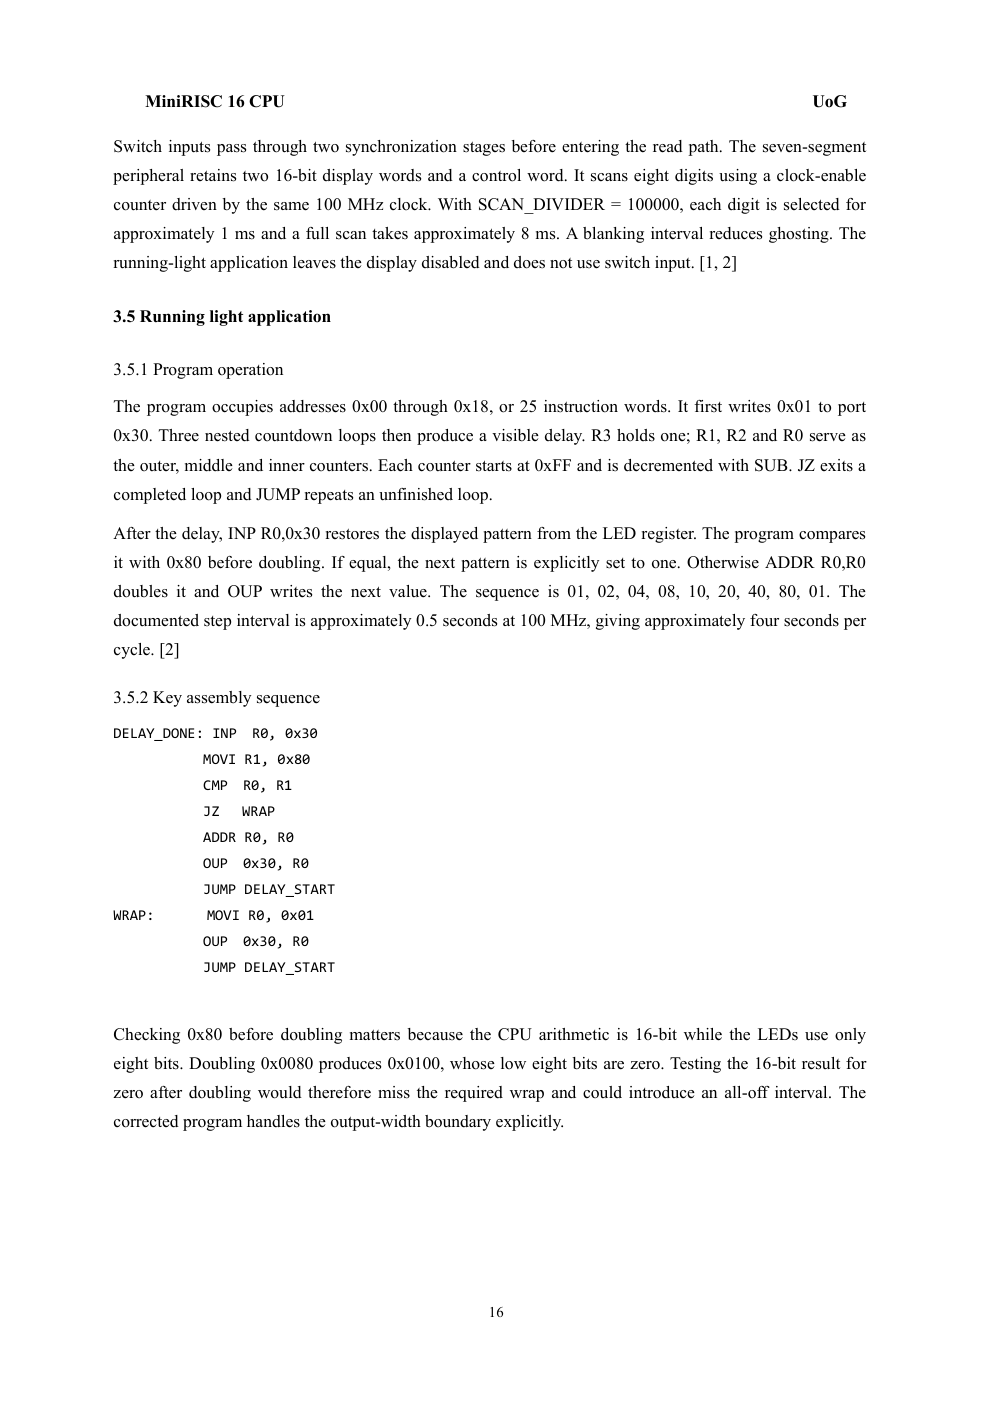 MiniRISC 16 CPU UoG
Switch inputs pass through two synchronization stages before entering the read path. The seven-segment
peripheral retains two 16-bit display words and a control word. It scans eight digits using a clock-enable
counter driven by the same 100 MHz clock. With SCAN_DIVIDER = 100000, each digit is selected for
approximately 1 ms and a full scan takes approximately 8 ms. A blanking interval reduces ghosting. The
running-light application leaves the display disabled and does not use switch input. [1, 2]
3.5 Running light application
3.5.1 Program operation
The program occupies addresses 0x00 through 0x18, or 25 instruction words. It first writes 0x01 to port
0x30. Three nested countdown loops then produce a visible delay. R3 holds one; R1, R2 and R0 serve as
the outer, middle and inner counters. Each counter starts at 0xFF and is decremented with SUB. JZ exits a
completed loop and JUMP repeats an unfinished loop.
After the delay, INP R0,0x30 restores the displayed pattern from the LED register. The program compares
it with 0x80 before doubling. If equal, the next pattern is explicitly set to one. Otherwise ADDR R0,R0
doubles it and OUP writes the next value. The sequence is 01, 02, 04, 08, 10, 20, 40, 80, 01. The
documented step interval is approximately 0.5 seconds at 100 MHz, giving approximately four seconds per
cycle. [2]
3.5.2 Key assembly sequence
DELAY_DONE: INP  R0, 0x30
            MOVI R1, 0x80
            CMP  R0, R1
            JZ   WRAP
            ADDR R0, R0
            OUP  0x30, R0
            JUMP DELAY_START
WRAP:       MOVI R0, 0x01
            OUP  0x30, R0
            JUMP DELAY_START
Checking 0x80 before doubling matters because the CPU arithmetic is 16-bit while the LEDs use only
eight bits. Doubling 0x0080 produces 0x0100, whose low eight bits are zero. Testing the 16-bit result for
zero after doubling would therefore miss the required wrap and could introduce an all-off interval. The
corrected program handles the output-width boundary explicitly.
16